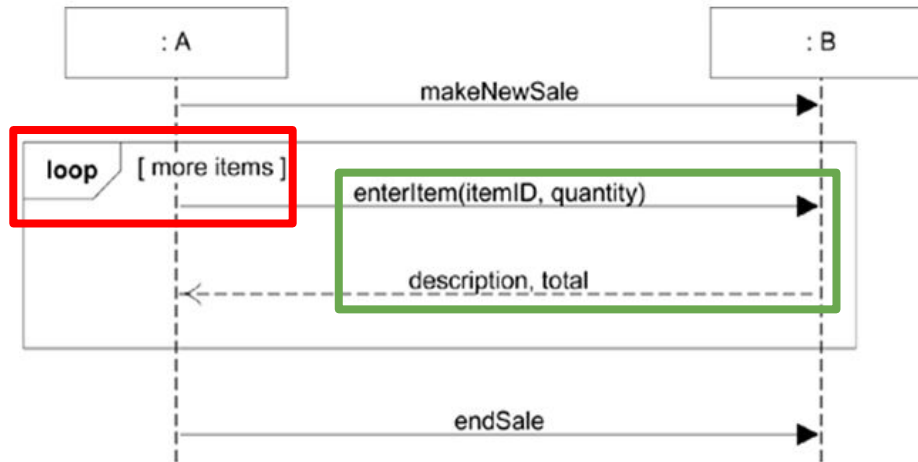 : A
: B
makeNewSale
loop
[ more items ]
enterItem(itemID, quantity)
description, total
endSale